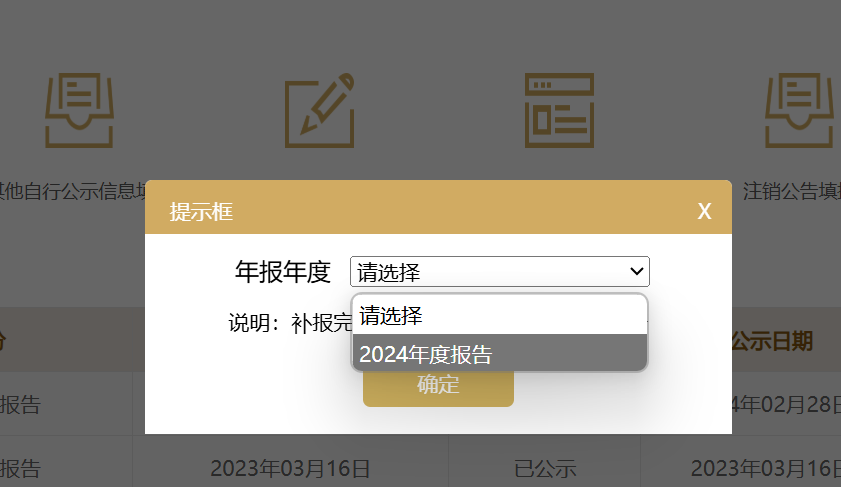 他自行公示信息填
注销公告填
提示框
X
年报年度
请选择
请选择
2024年度报告
说明：补报完
确定
公示日期
报告
年02月28日
报告
2023年03月16日
已公示
2023年03月16日